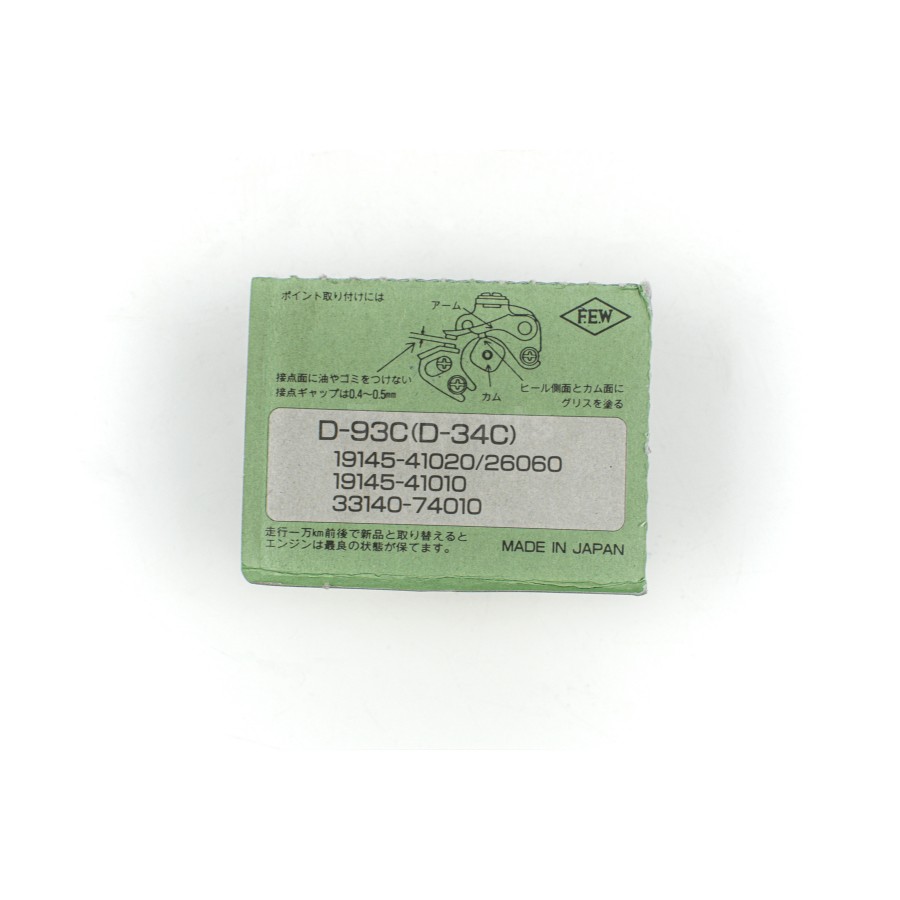 ポイント取り付けには
アーム
F.E.W
接点面に油やゴミをつけない
接点ギャップは0.4～0.5mm
カム
ヒール側面とカム面に
グリスを塗る
D-93C(D-34C)
19145-41020/26060
19145-41010
33140-74010
走行一万km前後で新品と取り替えると
エンジンは最良の状態が保てます。
MADE IN JAPAN